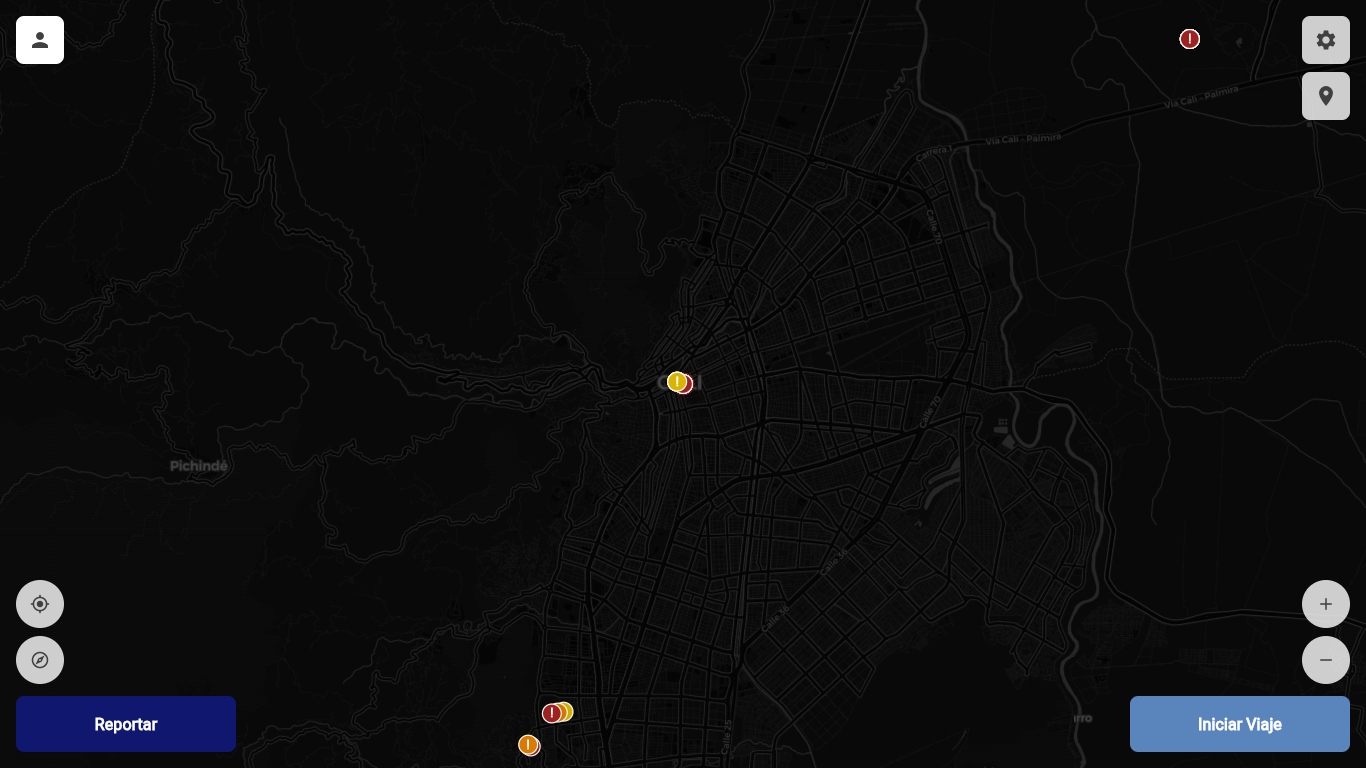 Vía Cali - Palmira
Vía Cali - Palmira
Carrera 1
Calle 70
Calle 70
Pichindé
Calle 36
Calle 36
Calle 25
Reportar
Iniciar Viaje